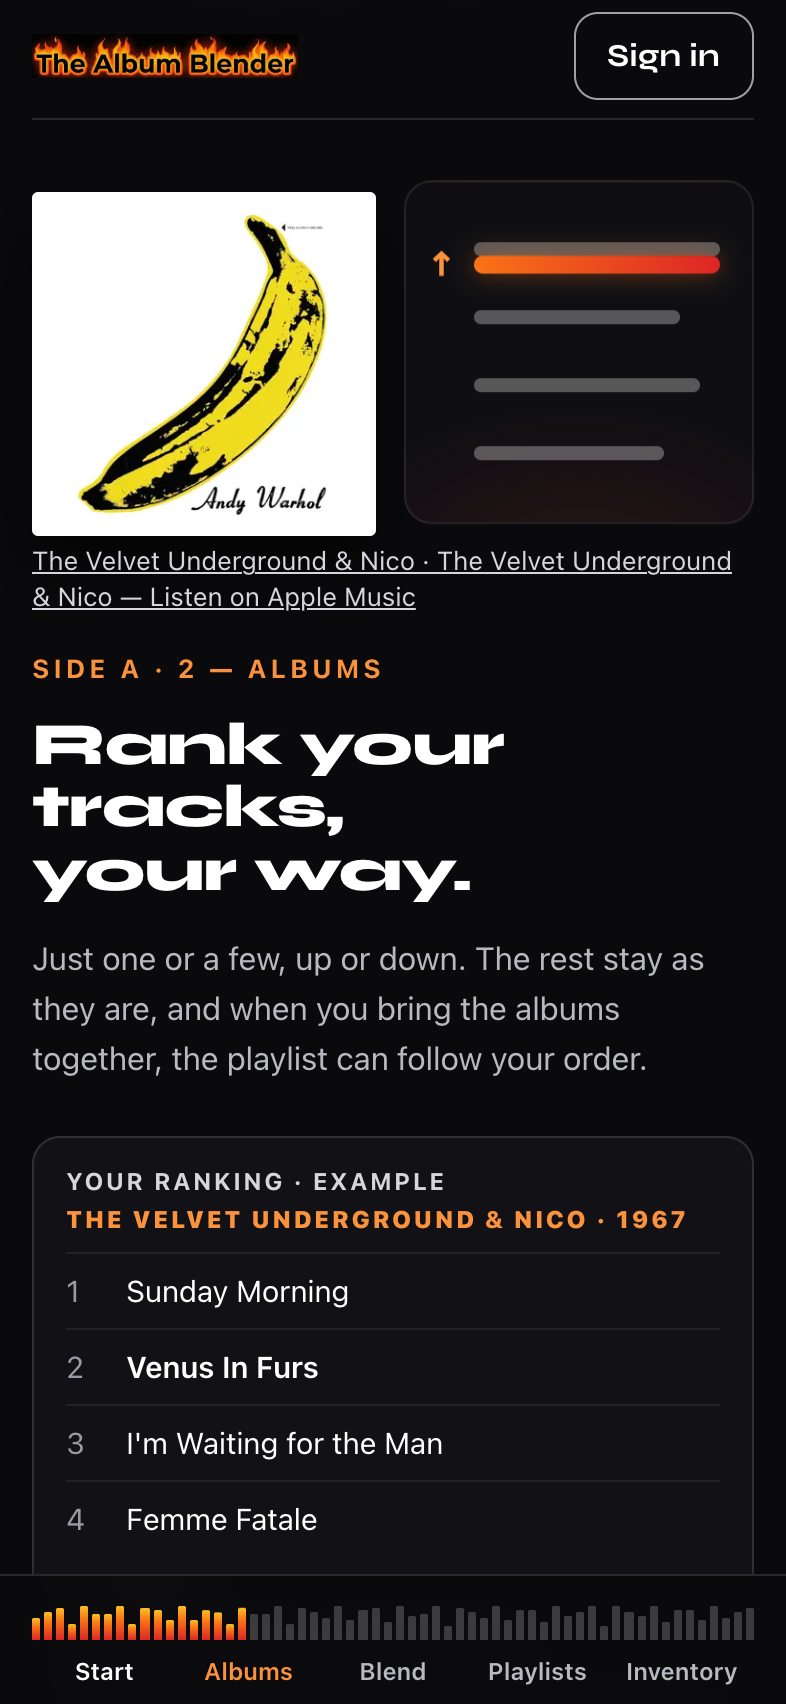 The Album Blender
Sign in
Andy Warhol
The Velvet Underground & Nico · The Velvet Underground
& Nico — Listen on Apple Music
SIDE A · 2 — ALBUMS
Rank your
tracks,
your way.
Just one or a few, up or down. The rest stay as
they are, and when you bring the albums
together, the playlist can follow your order.
YOUR RANKING · EXAMPLE
THE VELVET UNDERGROUND & NICO · 1967
1 Sunday Morning
2 Venus In Furs
3 I'm Waiting for the Man
4 Femme Fatale
Start Albums Blend Playlists Inventory